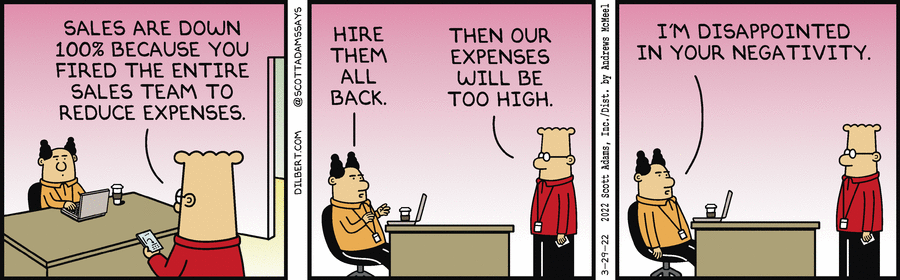 SALES ARE DOWN
100% BECAUSE YOU
FIRED THE ENTIRE
SALES TEAM TO
REDUCE EXPENSES.
DILBERT.COM @SCOTTADAMSSAYS
HIRE
THEM
ALL
BACK.
THEN OUR
EXPENSES
WILL BE
TOO HIGH.
3-29-22 2022 Scott Adams, Inc./Dist. by Andrews McMeel
I'M DISAPPOINTED
IN YOUR NEGATIVITY.